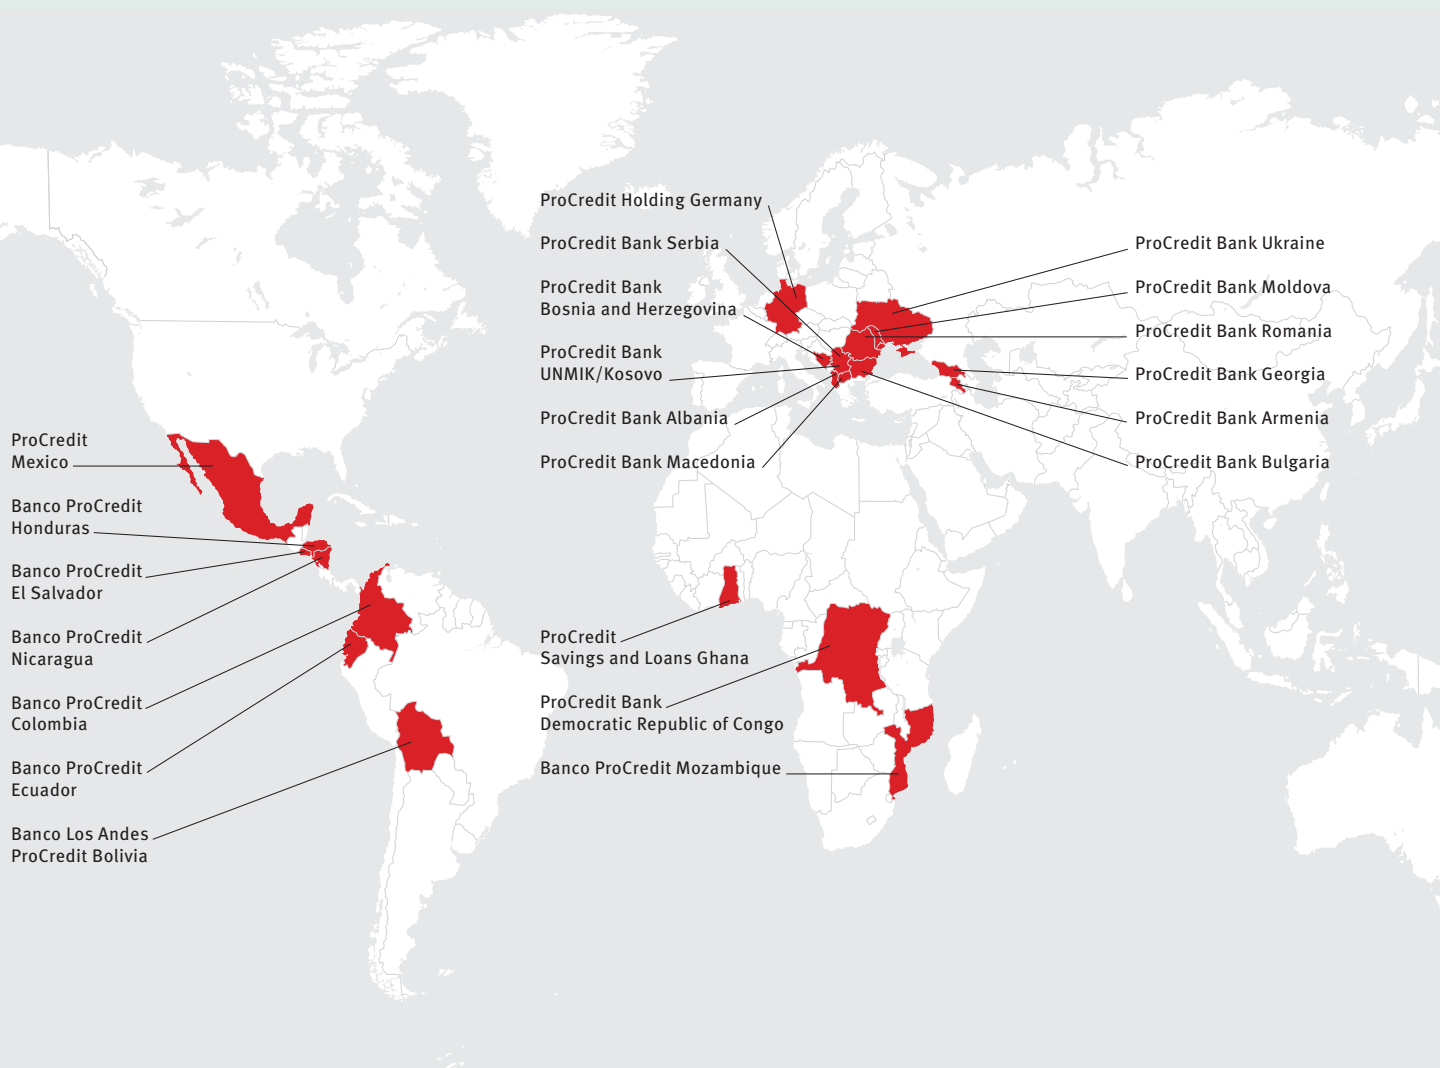 ProCredit
Mexico
Banco ProCredit
Honduras
Banco ProCredit
El Salvador
Banco ProCredit
Nicaragua
Banco ProCredit
Colombia
Banco ProCredit
Ecuador
Banco Los Andes
ProCredit Bolivia
ProCredit Holding Germany
ProCredit Bank Serbia
ProCredit Bank
Bosnia and Herzegovina
ProCredit Bank
UNMIK/Kosovo
ProCredit Bank Albania
ProCredit Bank Macedonia
ProCredit
Savings and Loans Ghana
ProCredit Bank
Democratic Republic of Congo
Banco ProCredit Mozambique
ProCredit Bank Ukraine
ProCredit Bank Moldova
ProCredit Bank Romania
ProCredit Bank Georgia
ProCredit Bank Armenia
ProCredit Bank Bulgaria